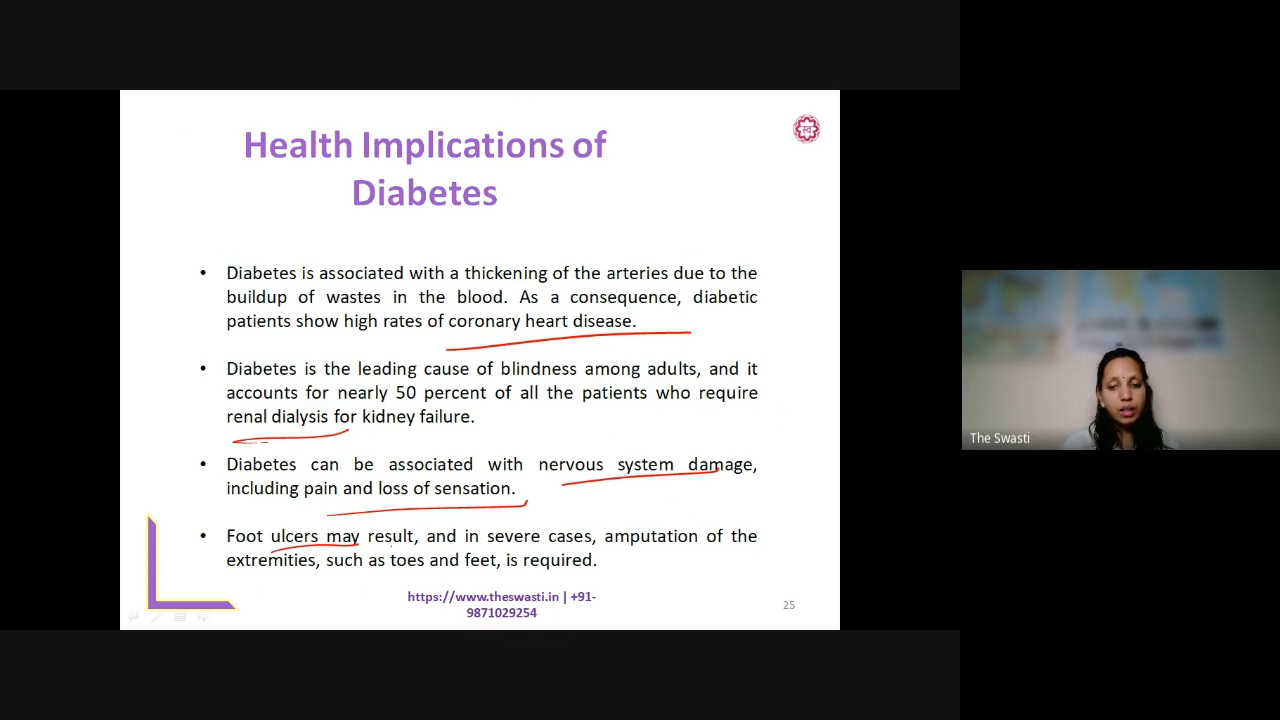 Health Implications of
Diabetes
स्व
• Diabetes is associated with a thickening of the arteries due to the
buildup of wastes in the blood. As a consequence, diabetic
patients show high rates of coronary heart disease.
• Diabetes is the leading cause of blindness among adults, and it
accounts for nearly 50 percent of all the patients who require
renal dialysis for kidney failure.
• Diabetes can be associated with nervous system damage,
including pain and loss of sensation.
• Foot ulcers may result, and in severe cases, amputation of the
extremities, such as toes and feet, is required.
https://www.theswasti.in | +91-
9871029254
25
The Swasti